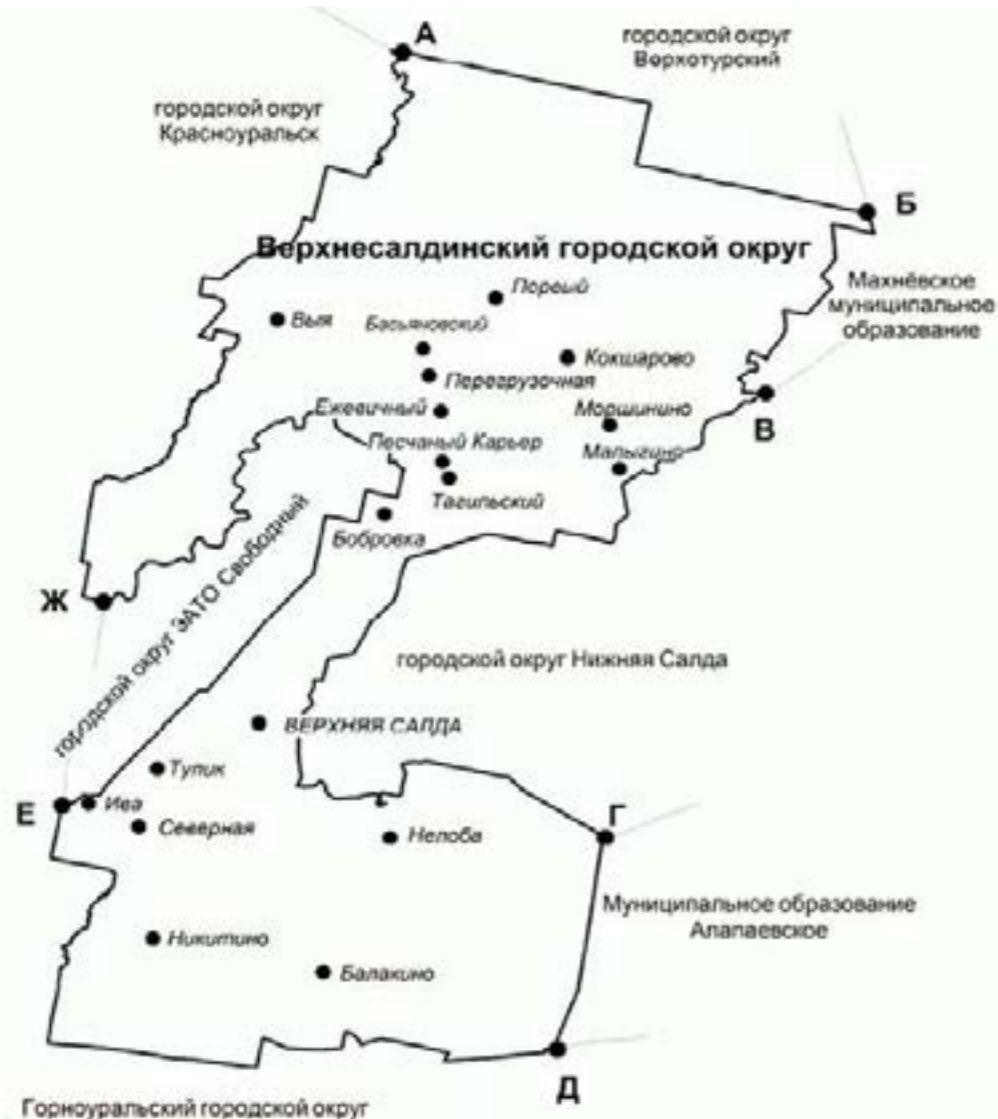 А
городской округ
Верхотурский
городской округ
Красноуральск
Б
Верхнесалдинский городской округ
Махнёвское
муниципальное
образование
Первый
Выя
Басьяновский
Кокшарово
Перегрузочная
Ежевичный
Моршинино
В
Песчаный Карьер
Малыгино
Тагильский
Бобровка
Ж
городской округ ЗАТО Свободный
городской округ Нижняя Салда
ВЕРХНЯЯ САЛДА
Тупик
Е
Ива
Северная
Нелоба
Г
Муниципальное образование
Алапаевское
Никитино
Балакино
Д
Горноуральский городской округ